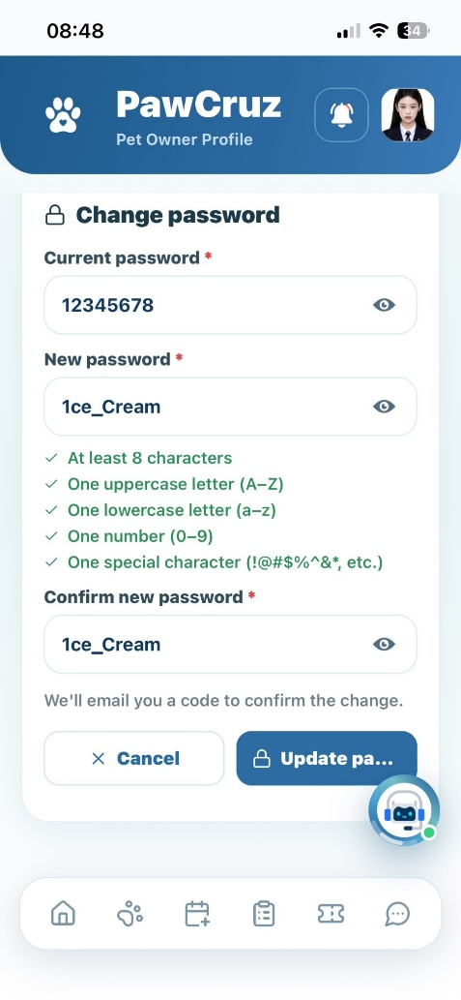 08:48
34
PawCruz
Pet Owner Profile
Change password
Current password *
12345678
New password *
1ce_Cream
At least 8 characters
One uppercase letter (A–Z)
One lowercase letter (a–z)
One number (0–9)
One special character (!@#$%^&*, etc.)
Confirm new password *
1ce_Cream
We'll email you a code to confirm the change.
Cancel
Update pa...